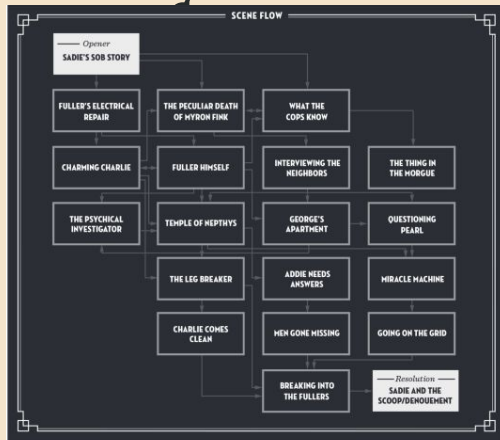 SCENE FLOW
Opener
SADIE'S SOB STORY
FULLER'S ELECTRICAL
REPAIR
THE PECULIAR DEATH
OF MYRON FINK
WHAT THE
COPS KNOW
CHARMING CHARLIE
FULLER HIMSELF
INTERVIEWING THE
NEIGHBORS
THE THING IN
THE MORGUE
THE PSYCHICAL
INVESTIGATOR
TEMPLE OF NEPTHYS
GEORGE'S
APARTMENT
QUESTIONING
PEARL
THE LEG BREAKER
ADDIE NEEDS
ANSWERS
MIRACLE MACHINE
CHARLIE COMES
CLEAN
MEN GONE MISSING
GOING ON THE GRID
BREAKING INTO
THE FULLERS
Resolution
SADIE AND THE
SCOOP/DENOUEMENT